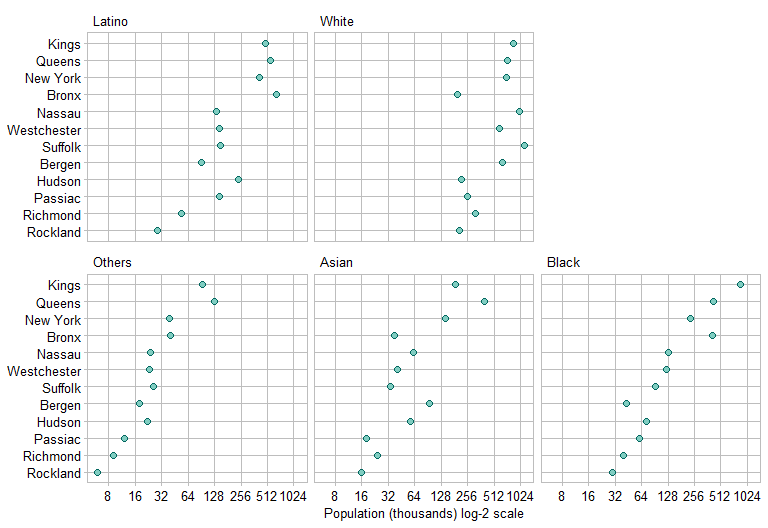 Latino White
Kings
Queens
New York
Bronx
Nassau
Westchester
Suffolk
Bergen
Hudson
Passiac
Richmond
Rockland
Others Asian Black
Kings
Queens
New York
Bronx
Nassau
Westchester
Suffolk
Bergen
Hudson
Passiac
Richmond
Rockland
8 16 32 64 128 256 512 1024 8 16 32 64 128 256 512 1024 8 16 32 64 128 256 512 1024
Population (thousands) log-2 scale